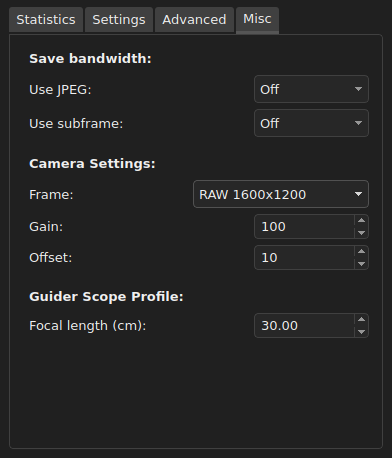 Statistics Settings Advanced Misc
Save bandwidth:
Use JPEG: Off
Use subframe: Off
Camera Settings:
Frame: RAW 1600x1200
Gain: 100
Offset: 10
Guider Scope Profile:
Focal length (cm): 30.00